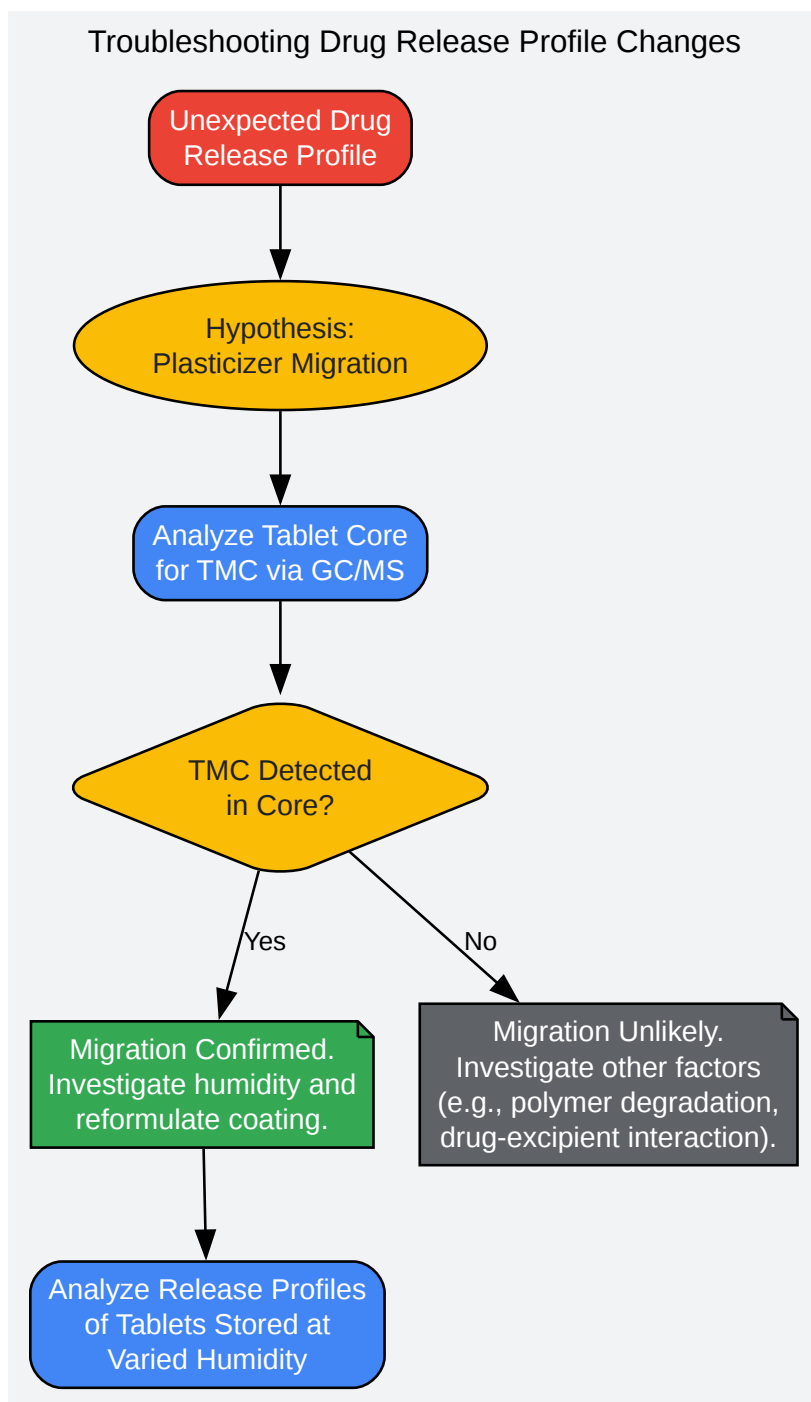 Troubleshooting Drug Release Profile Changes
Unexpected Drug
Release Profile
Hypothesis:
Plasticizer Migration
Analyze Tablet Core
for TMC via GC/MS
TMC Detected
in Core?
Yes
No
Migration Confirmed.
Investigate humidity and
reformulate coating.
Migration Unlikely.
Investigate other factors
(e.g., polymer degradation,
drug-excipient interaction).
Analyze Release Profiles
of Tablets Stored at
Varied Humidity